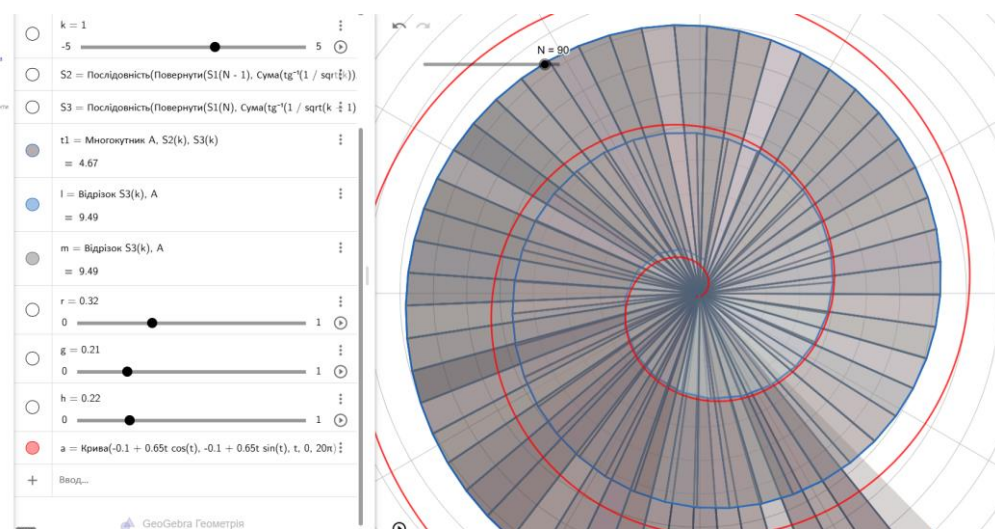 k = 1
-5 5
S2 = Послідовність(Повернути(S1(N - 1), Сума(tg⁻¹(1 / sqrt(k))
S3 = Послідовність(Повернути(S1(N), Сума(tg⁻¹(1 / sqrt(k + 1)
t1 = Многокутник A, S2(k), S3(k)
= 4.67
l = Відрізок S3(k), A
= 9.49
m = Відрізок S3(k), A
= 9.49
r = 0.32
0 1
g = 0.21
0 1
h = 0.22
0 1
a = Крива(-0.1 + 0.65t cos(t), -0.1 + 0.65t sin(t), t, 0, 20π)
Ввод...
GeoGebra Геометрія
N = 90